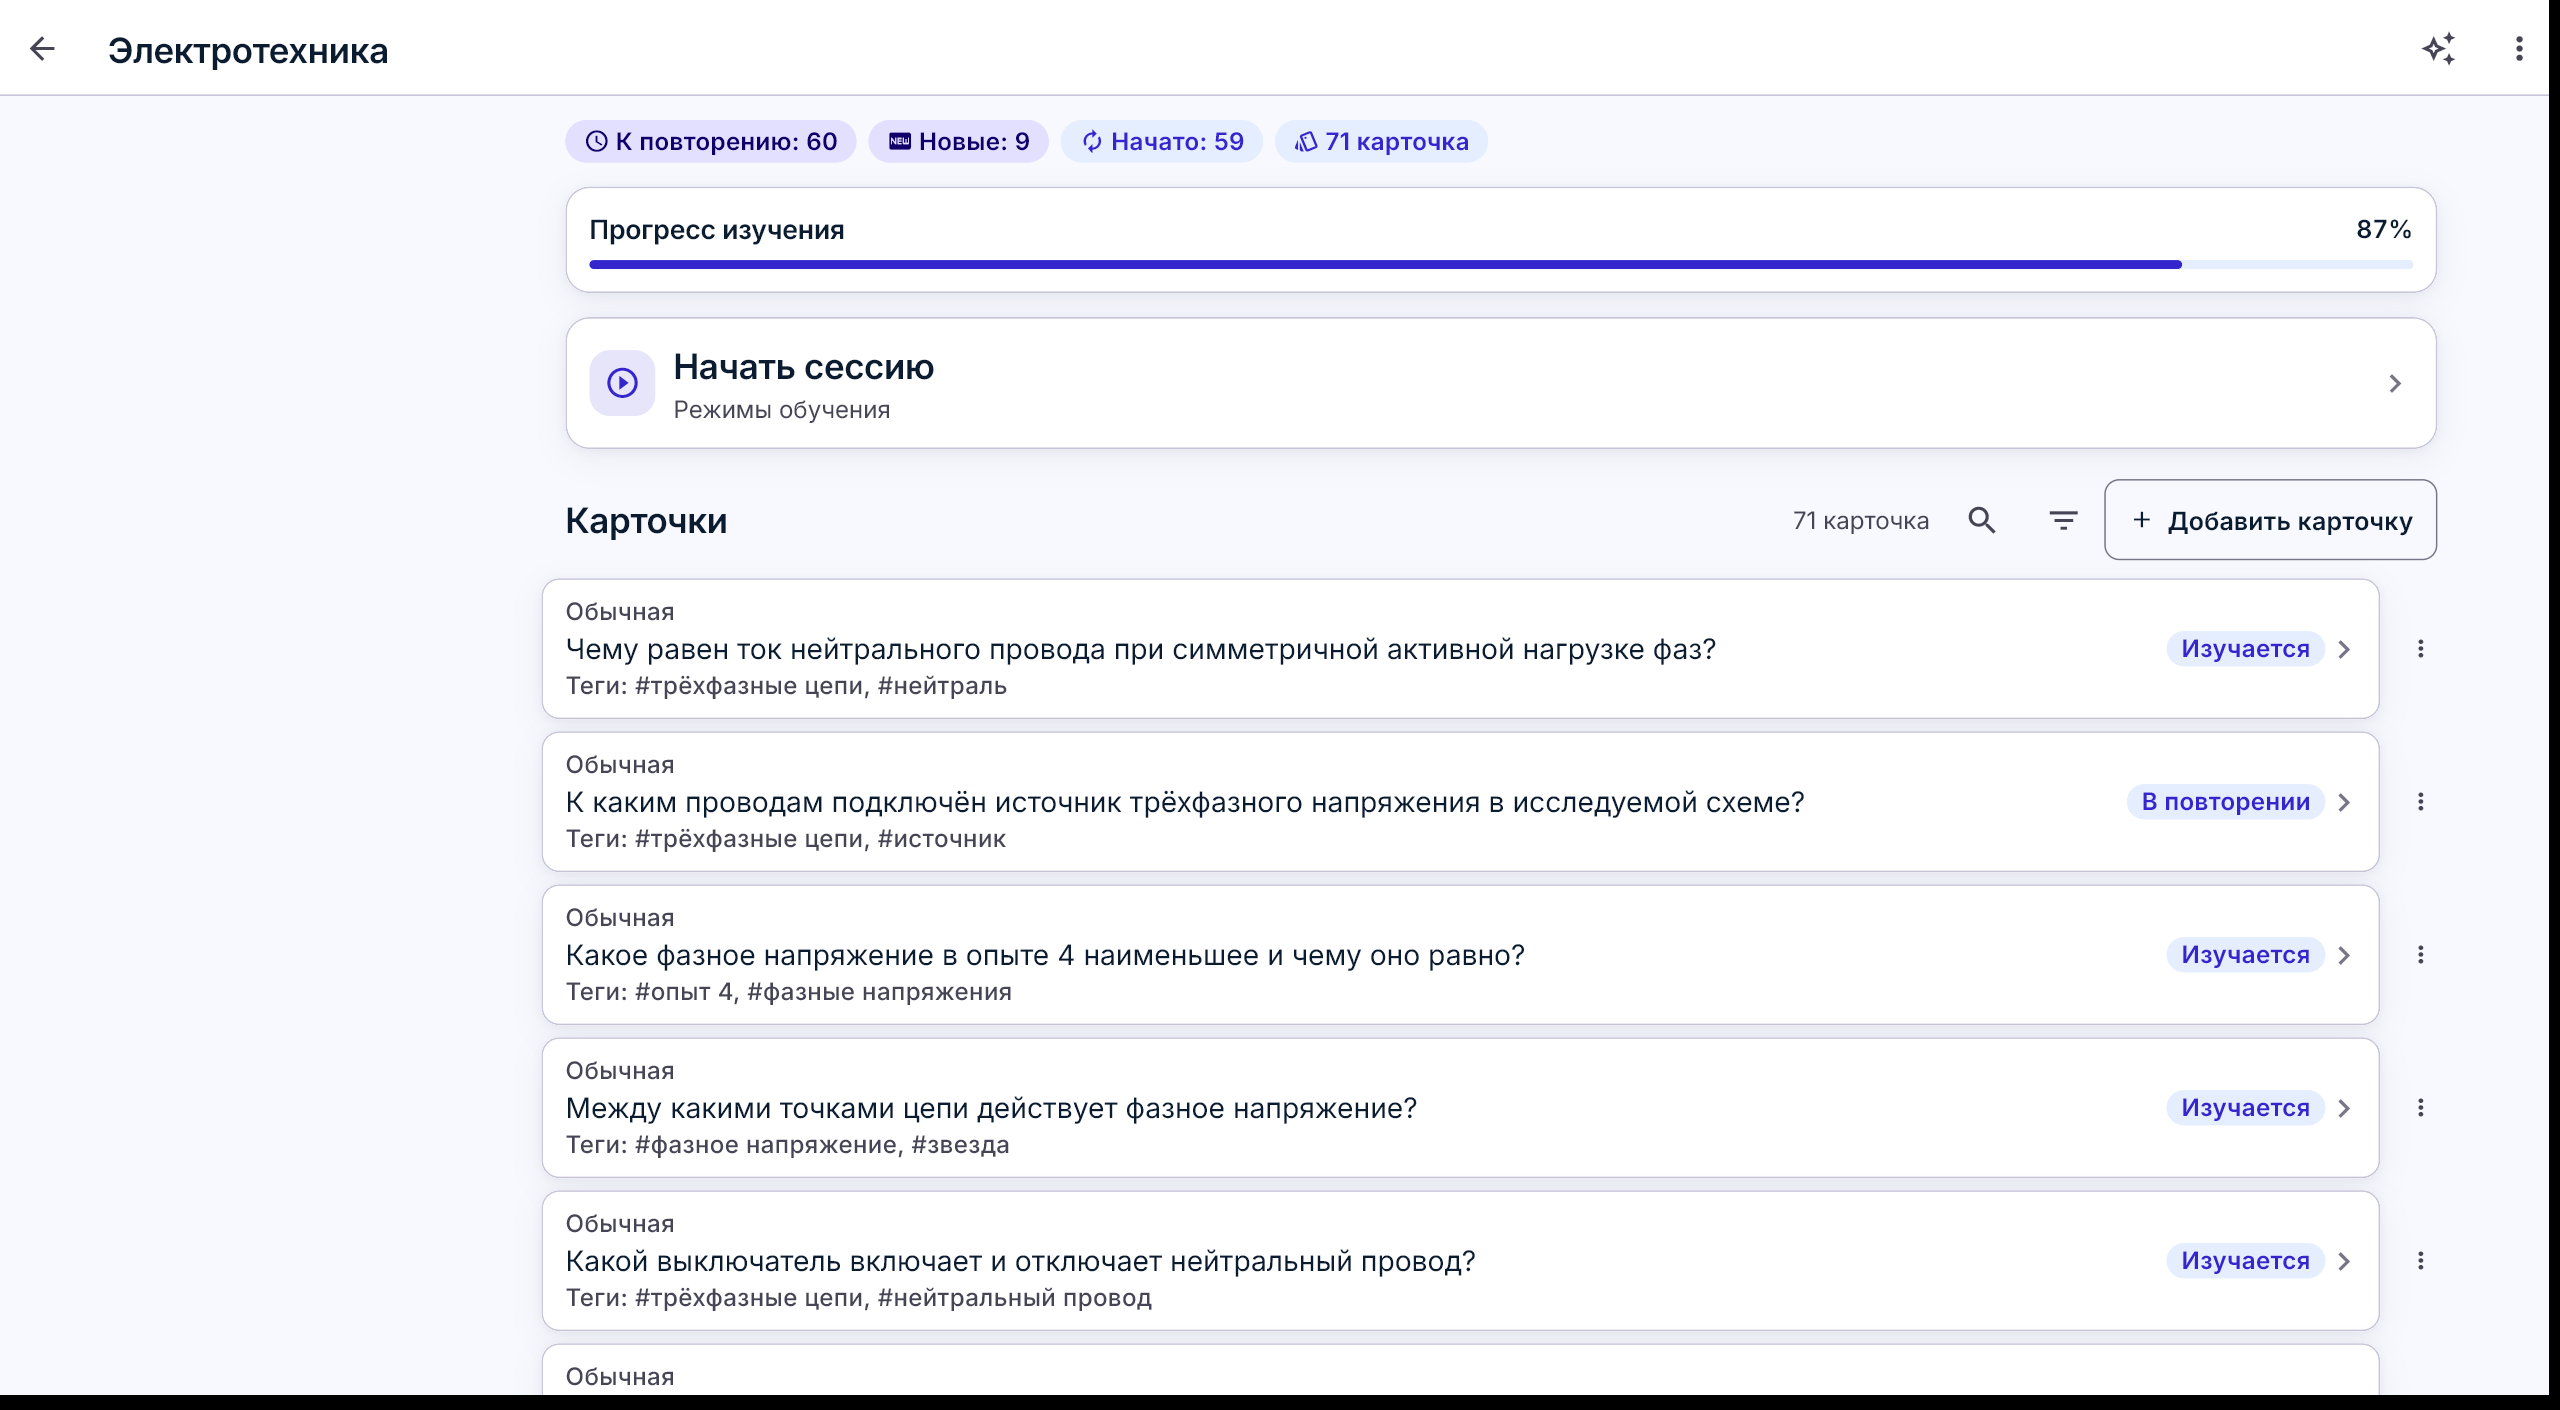 Электротехника
К повторению: 60
NEW Новые: 9
Начато: 59
71 карточка
Прогресс изучения
87%
Начать сессию
Режимы обучения
Карточки
71 карточка
+ Добавить карточку
Обычная
Чему равен ток нейтрального провода при симметричной активной нагрузке фаз?
Теги: #трёхфазные цепи, #нейтраль
Изучается
Обычная
К каким проводам подключён источник трёхфазного напряжения в исследуемой схеме?
Теги: #трёхфазные цепи, #источник
В повторении
Обычная
Какое фазное напряжение в опыте 4 наименьшее и чему оно равно?
Теги: #опыт 4, #фазные напряжения
Изучается
Обычная
Между какими точками цепи действует фазное напряжение?
Теги: #фазное напряжение, #звезда
Изучается
Обычная
Какой выключатель включает и отключает нейтральный провод?
Теги: #трёхфазные цепи, #нейтральный провод
Изучается
Обычная